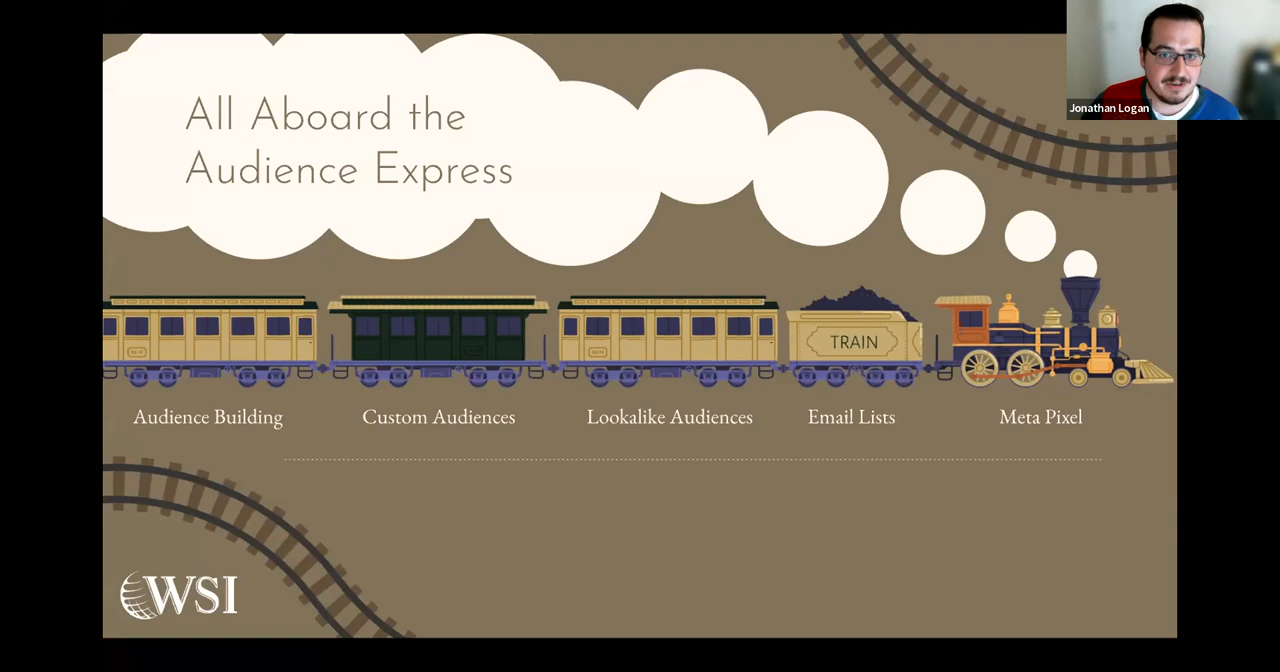 All Aboard the
Audience Express
Jonathan Logan
TRAIN
Audience Building
Custom Audiences
Lookalike Audiences
Email Lists
Meta Pixel
WSI